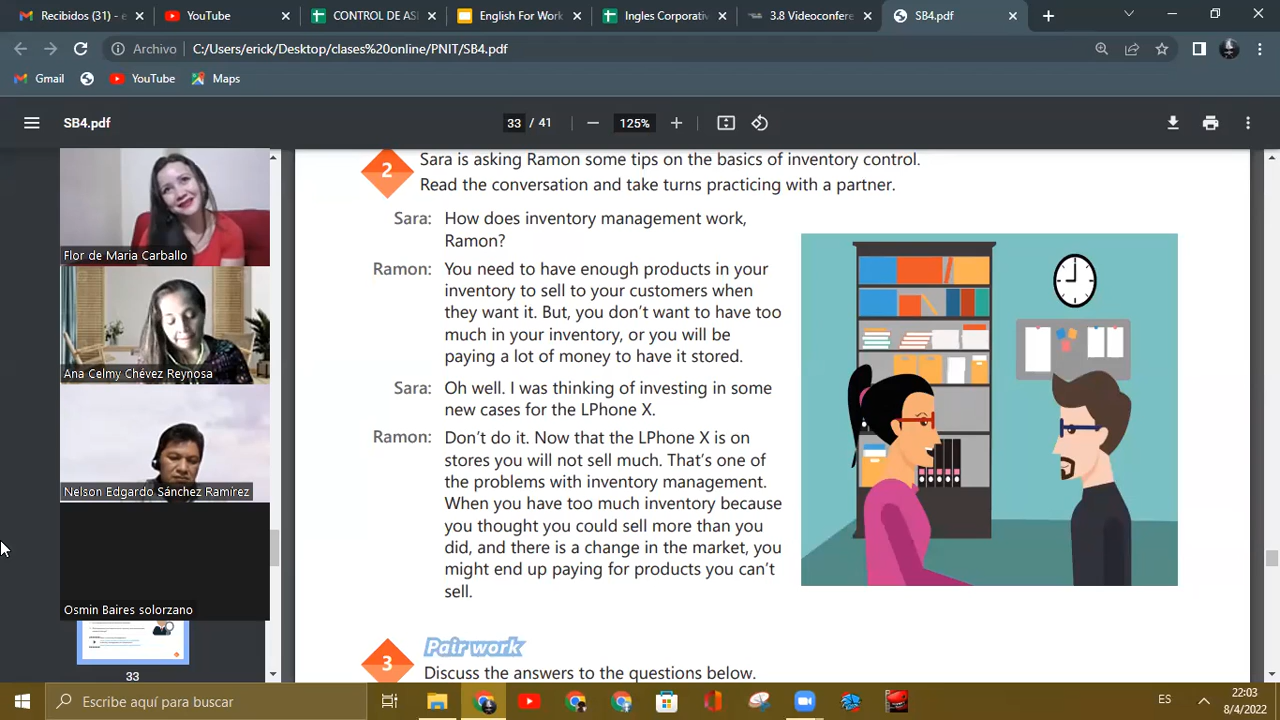 Recibidos (31) - e
YouTube
CONTROL DE AS
English For Work
Ingles Corporativ
3.8 Videoconfere
SB4.pdf
Archivo
C:/Users/erick/Desktop/clases%20online/PNIT/SB4.pdf
Gmail
YouTube
Maps
SB4.pdf
33 / 41
125%
2
Sara is asking Ramon some tips on the basics of inventory control.
Read the conversation and take turns practicing with a partner.
Sara: How does inventory management work,
Ramon?
Ramon: You need to have enough products in your
inventory to sell to your customers when
they want it. But, you don't want to have too
much in your inventory, or you will be
paying a lot of money to have it stored.
Sara: Oh well. I was thinking of investing in some
new cases for the LPhone X.
Ramon: Don't do it. Now that the LPhone X is on
stores you will not sell much. That's one of
the problems with inventory management.
When you have too much inventory because
you thought you could sell more than you
did, and there is a change in the market, you
might end up paying for products you can't
sell.
3
Pair work
Discuss the answers to the questions below.
Flor de Maria Carballo
Ana Celmy Chévez Reynosa
Nelson Edgardo Sánchez Ramirez
Osmin Baires solorzano
33
Escribe aquí para buscar
ES
22:03
8/4/2022